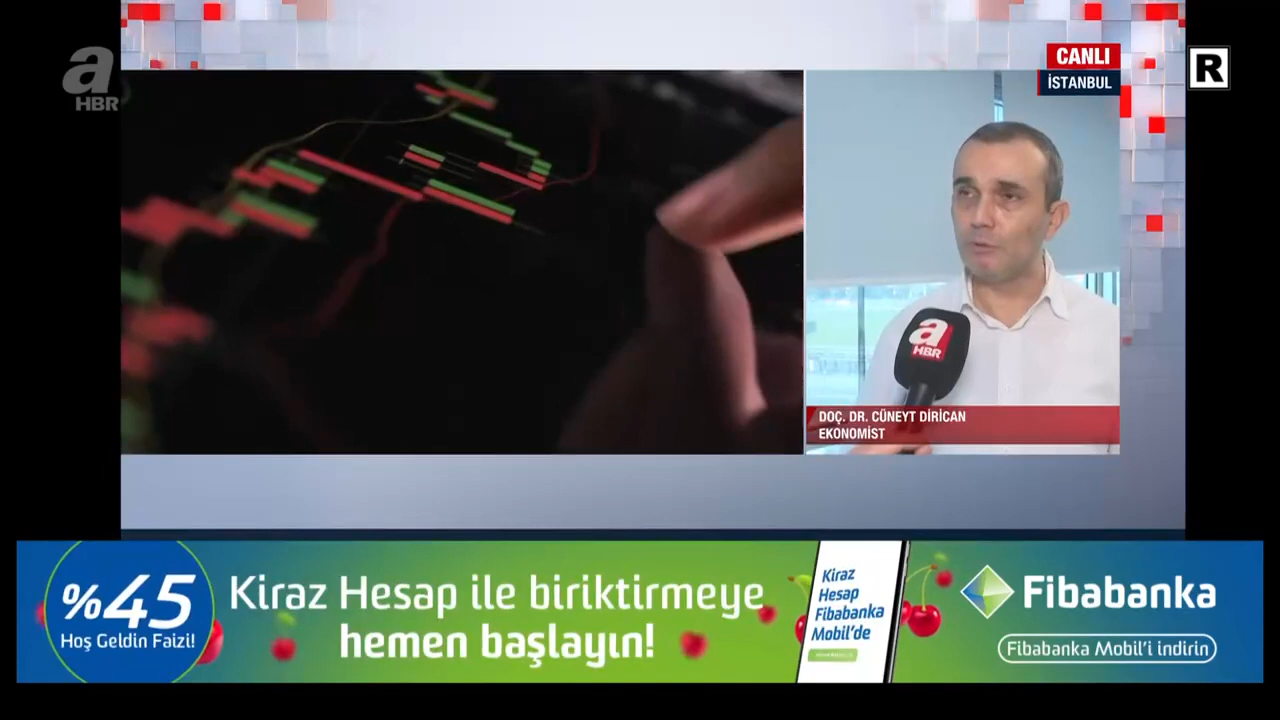 a
HBR
CANLI
İSTANBUL
R
a
HBR
DOÇ. DR. CÜNEYT DİRİCAN
EKONOMİST
%45
Hoş Geldin Faizi!
Kiraz Hesap ile biriktirmeye
hemen başlayın!
Kiraz
Hesap
Fibabanka
Mobil’de
Fibabanka
Fibabanka Mobil’i indirin